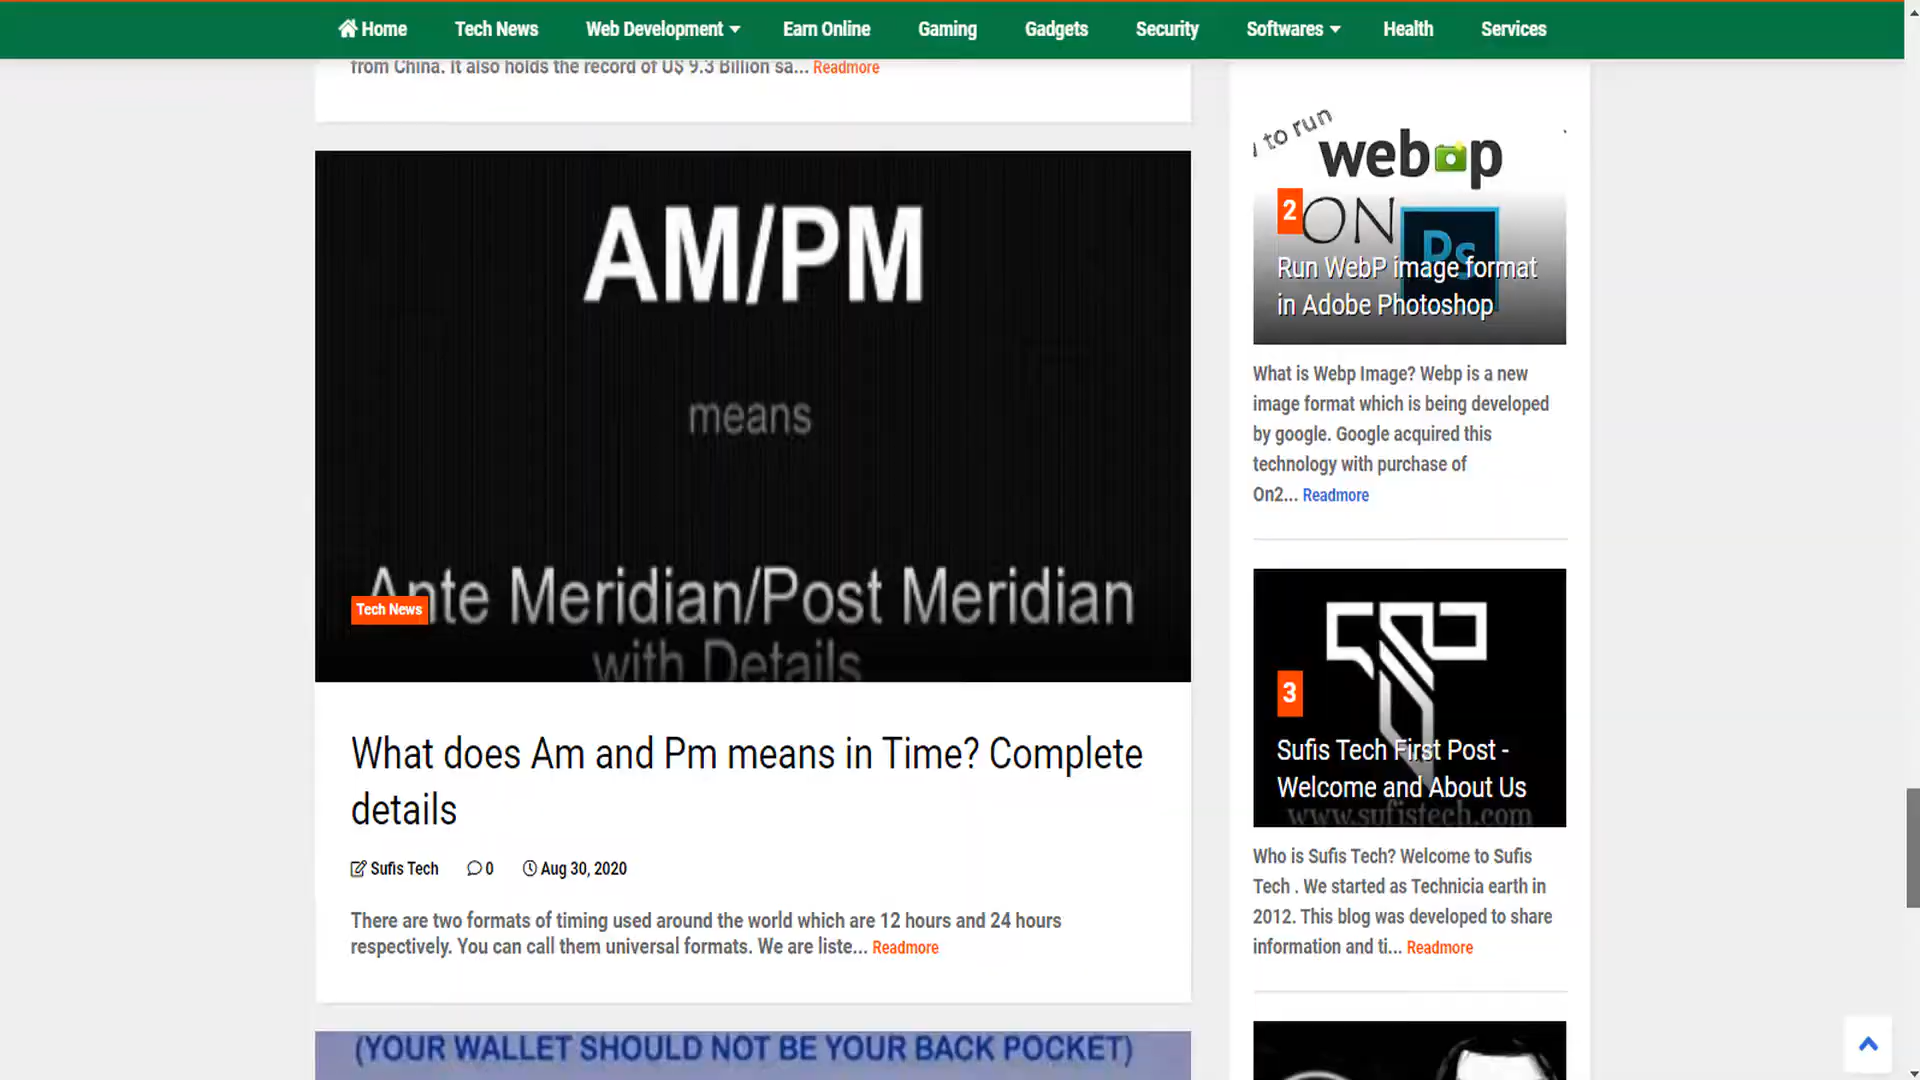 Home Tech News Web Development Earn Online Gaming Gadgets Security Softwares Health Services
from China. It also holds the record of U$ 9.3 Billion sa... Readmore
AM/PM
means
Ante Meridian/Post Meridian
Tech News
with Details
What does Am and Pm means in Time? Complete
details
Sufis Tech 0 Aug 30, 2020
There are two formats of timing used around the world which are 12 hours and 24 hours
respectively. You can call them universal formats. We are liste... Readmore
(YOUR WALLET SHOULD NOT BE YOUR BACK POCKET)
to run
webp
2
ON
Ps
Run WebP image format
in Adobe Photoshop
What is Webp Image? Webp is a new
image format which is being developed
by google. Google acquired this
technology with purchase of
On2... Readmore
3
Sufis Tech First Post -
Welcome and About Us
www.sufistech.com
Who is Sufis Tech? Welcome to Sufis
Tech . We started as Technicia earth in
2012. This blog was developed to share
information and ti... Readmore